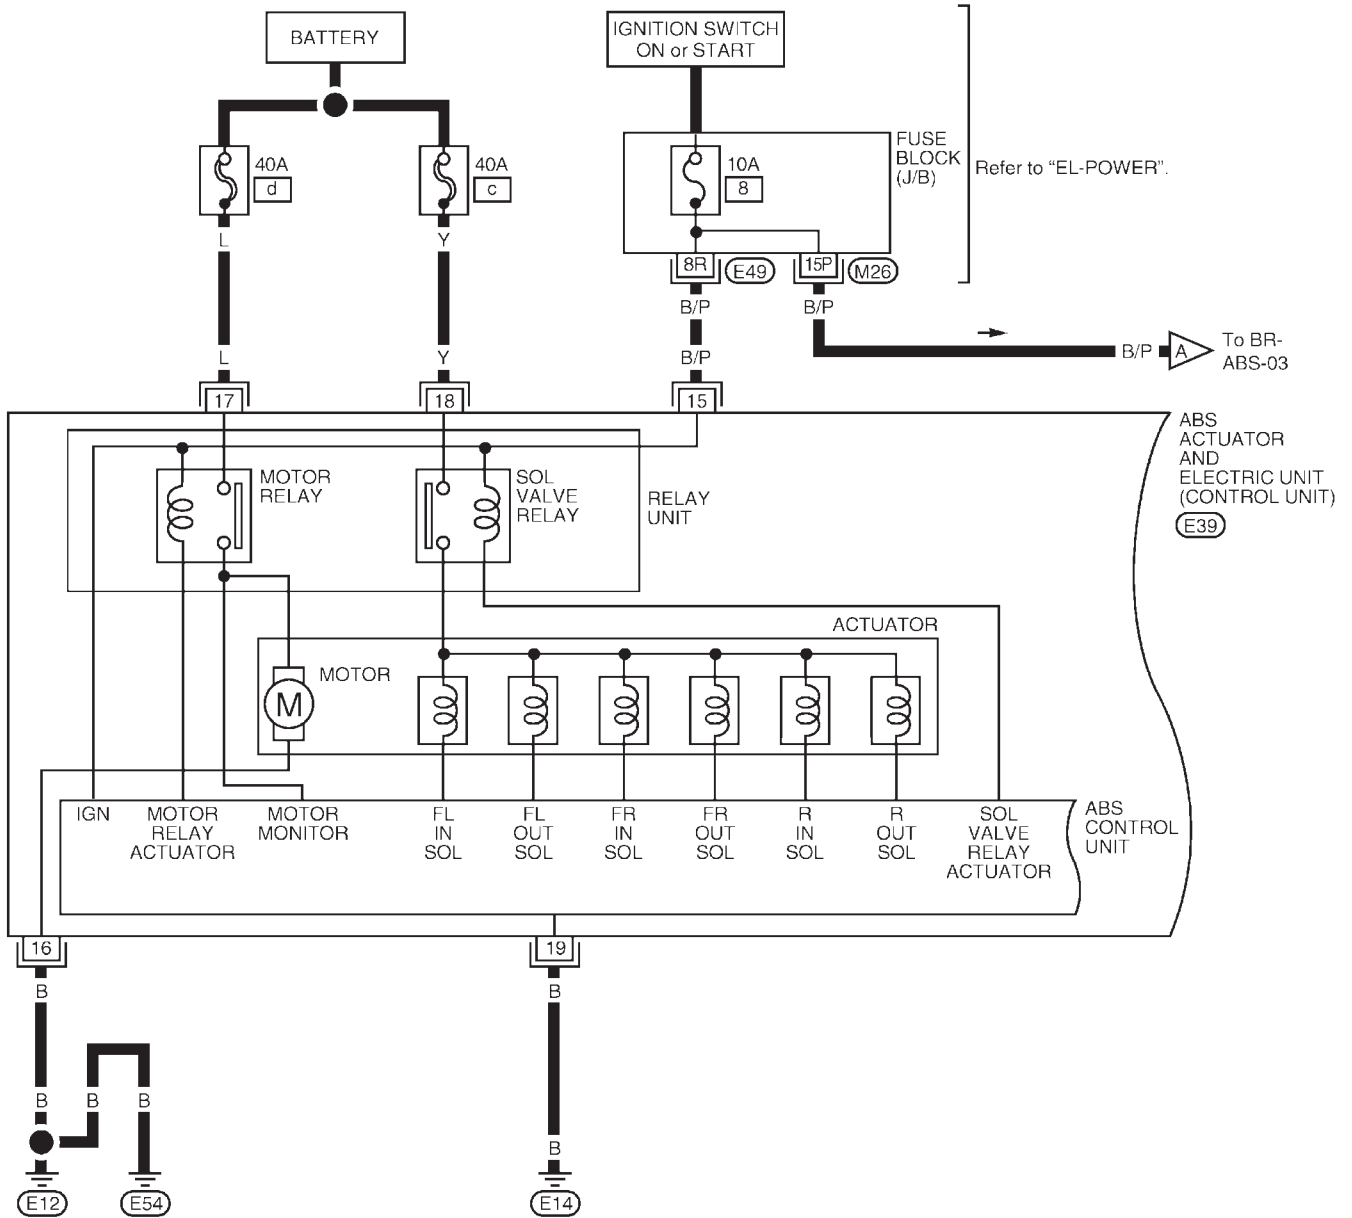 BATTERY
IGNITION SWITCH
ON or START
40A
d
40A
c
10A
8
FUSE
BLOCK
(J/B)
Refer to “EL-POWER”.
8R
E49
15P
M26
L
Y
B/P
B/P
L
Y
B/P
B/P
A
To BR-
ABS-03
17
18
15
ABS
ACTUATOR
AND
ELECTRIC UNIT
(CONTROL UNIT)
E39
MOTOR
RELAY
SOL
VALVE
RELAY
RELAY
UNIT
ACTUATOR
MOTOR
M
IGN
MOTOR
RELAY
ACTUATOR
MOTOR
MONITOR
FL
IN
SOL
FL
OUT
SOL
FR
IN
SOL
FR
OUT
SOL
R
IN
SOL
R
OUT
SOL
SOL
VALVE
RELAY
ACTUATOR
ABS
CONTROL
UNIT
16
19
B
B
B
B
B
B
E12
E54
E14